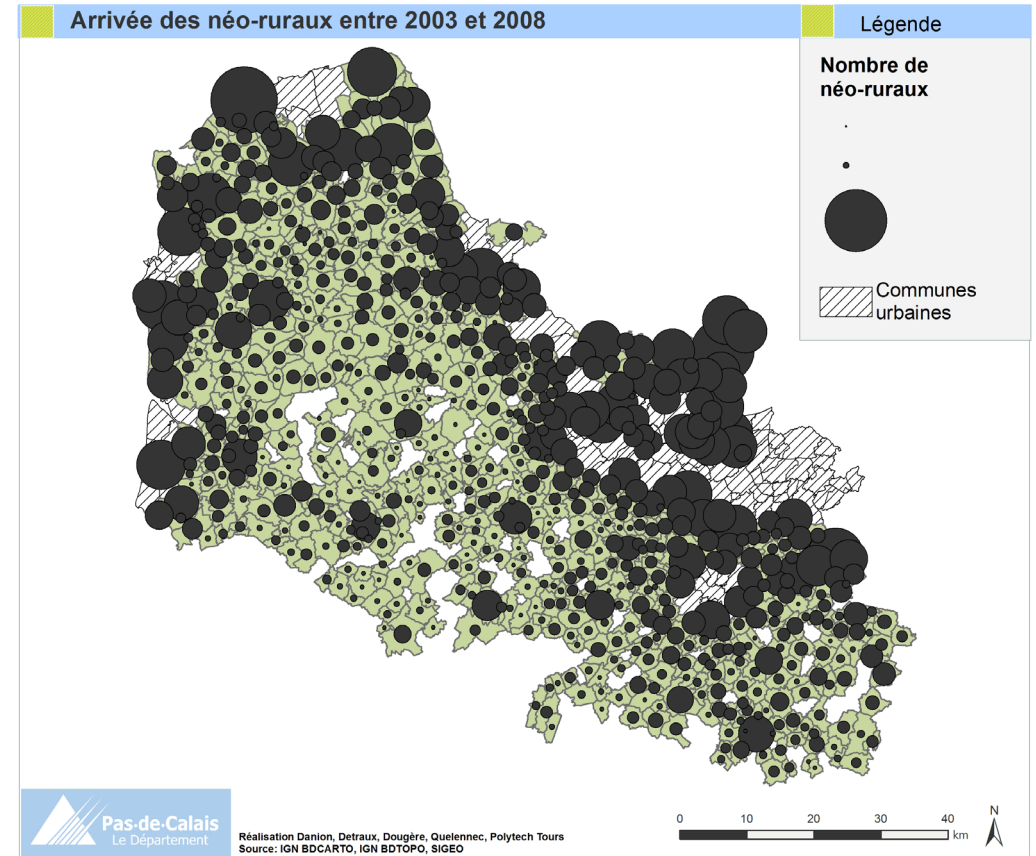 Arrivée des néo-ruraux entre 2003 et 2008
Légende
Nombre de
néo-ruraux
Communes
urbaines
Pas-de-Calais
Le Département
Réalisation Danion, Detraux, Dougère, Quelennec, Polytech Tours
Source: IGN BDCARTO, IGN BDTOPO, SIGEO
0 10 20 30 40
km
N